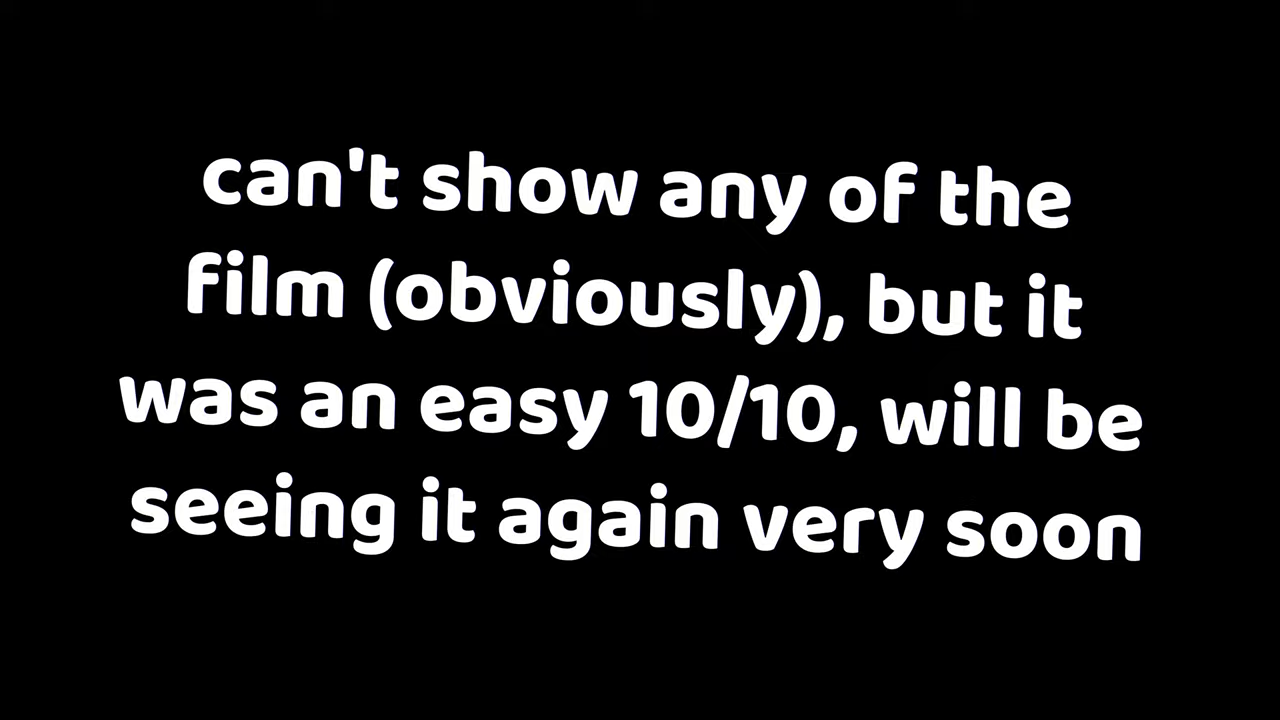 can't show any of the
film (obviously), but it
was an easy 10/10, will be
seeing it again very soon